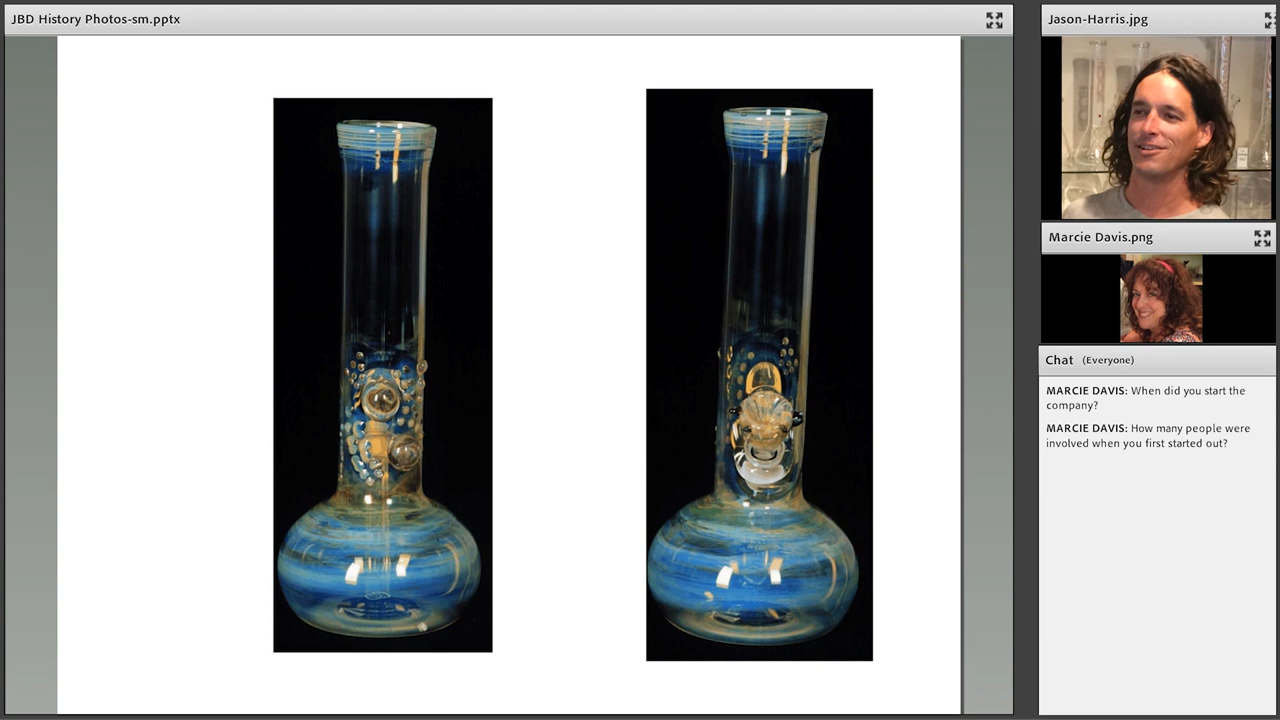 JBD History Photos-sm.pptx
Jason-Harris.jpg
Marcie Davis.png
Chat (Everyone)
MARCIE DAVIS: When did you start the
company?
MARCIE DAVIS: How many people were
involved when you first started out?